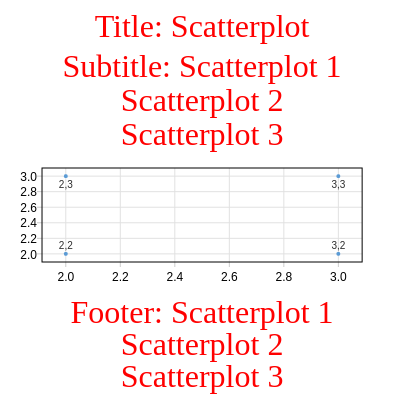 Title: Scatterplot
Subtitle: Scatterplot 1
Scatterplot 2
Scatterplot 3
3.0
2,3
3,3
2.8
2.6
2.4
2.2
2,2
3,2
2.0
2.0 2.2 2.4 2.6 2.8 3.0
Footer: Scatterplot 1
Scatterplot 2
Scatterplot 3